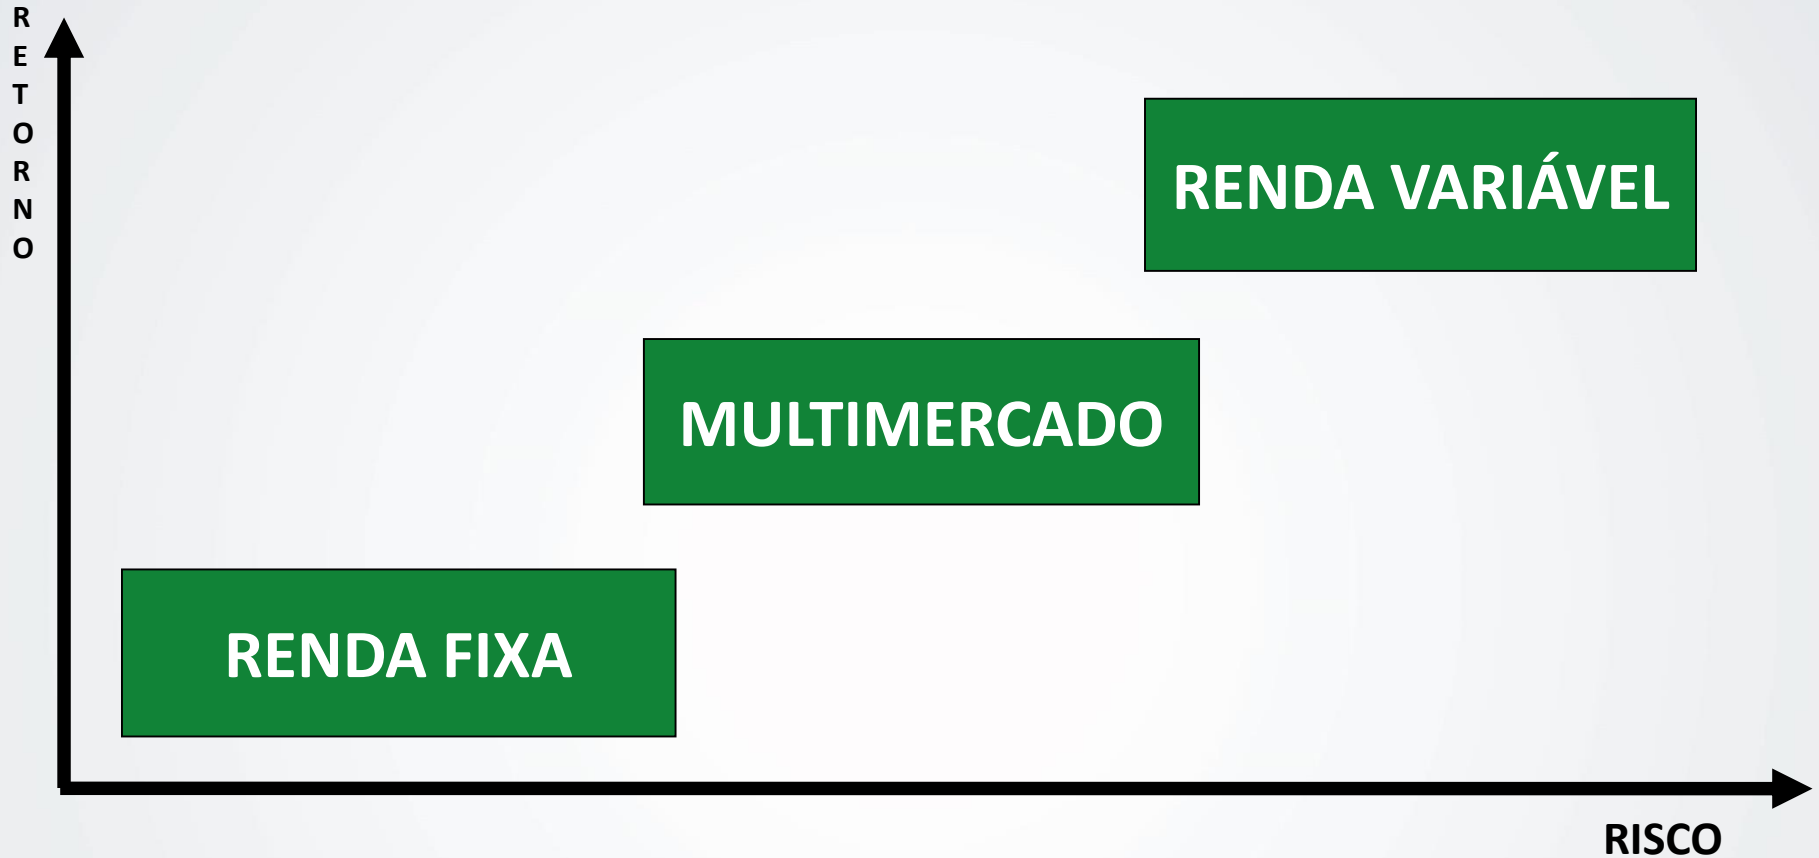 RETORNO
RENDA VARIÁVEL
MULTIMERCADO
RENDA FIXA
RISCO